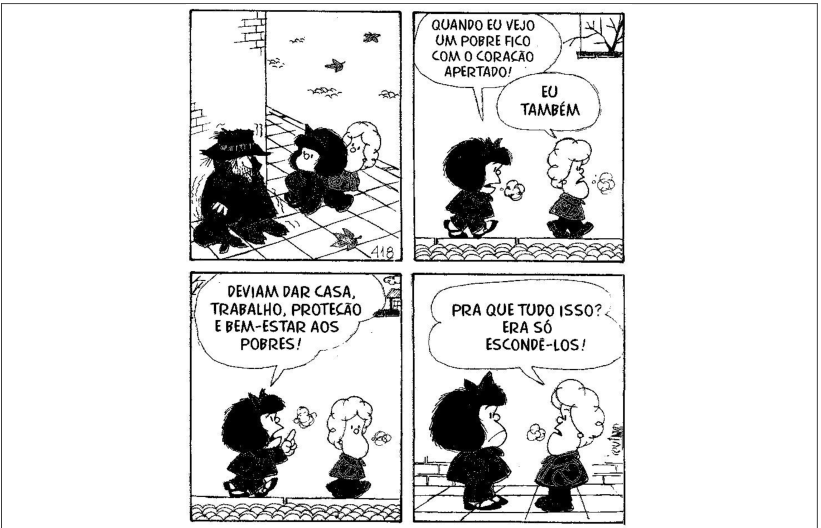 418
QUANDO EU VEJO
UM POBRE FICO
COM O CORAÇÃO
APERTADO!
EU
TAMBÉM
DEVIAM DAR CASA,
TRABALHO, PROTEÇÃO
E BEM-ESTAR AOS
POBRES!
PRA QUE TUDO ISSO?
ERA SÓ
ESCONDÊ-LOS!